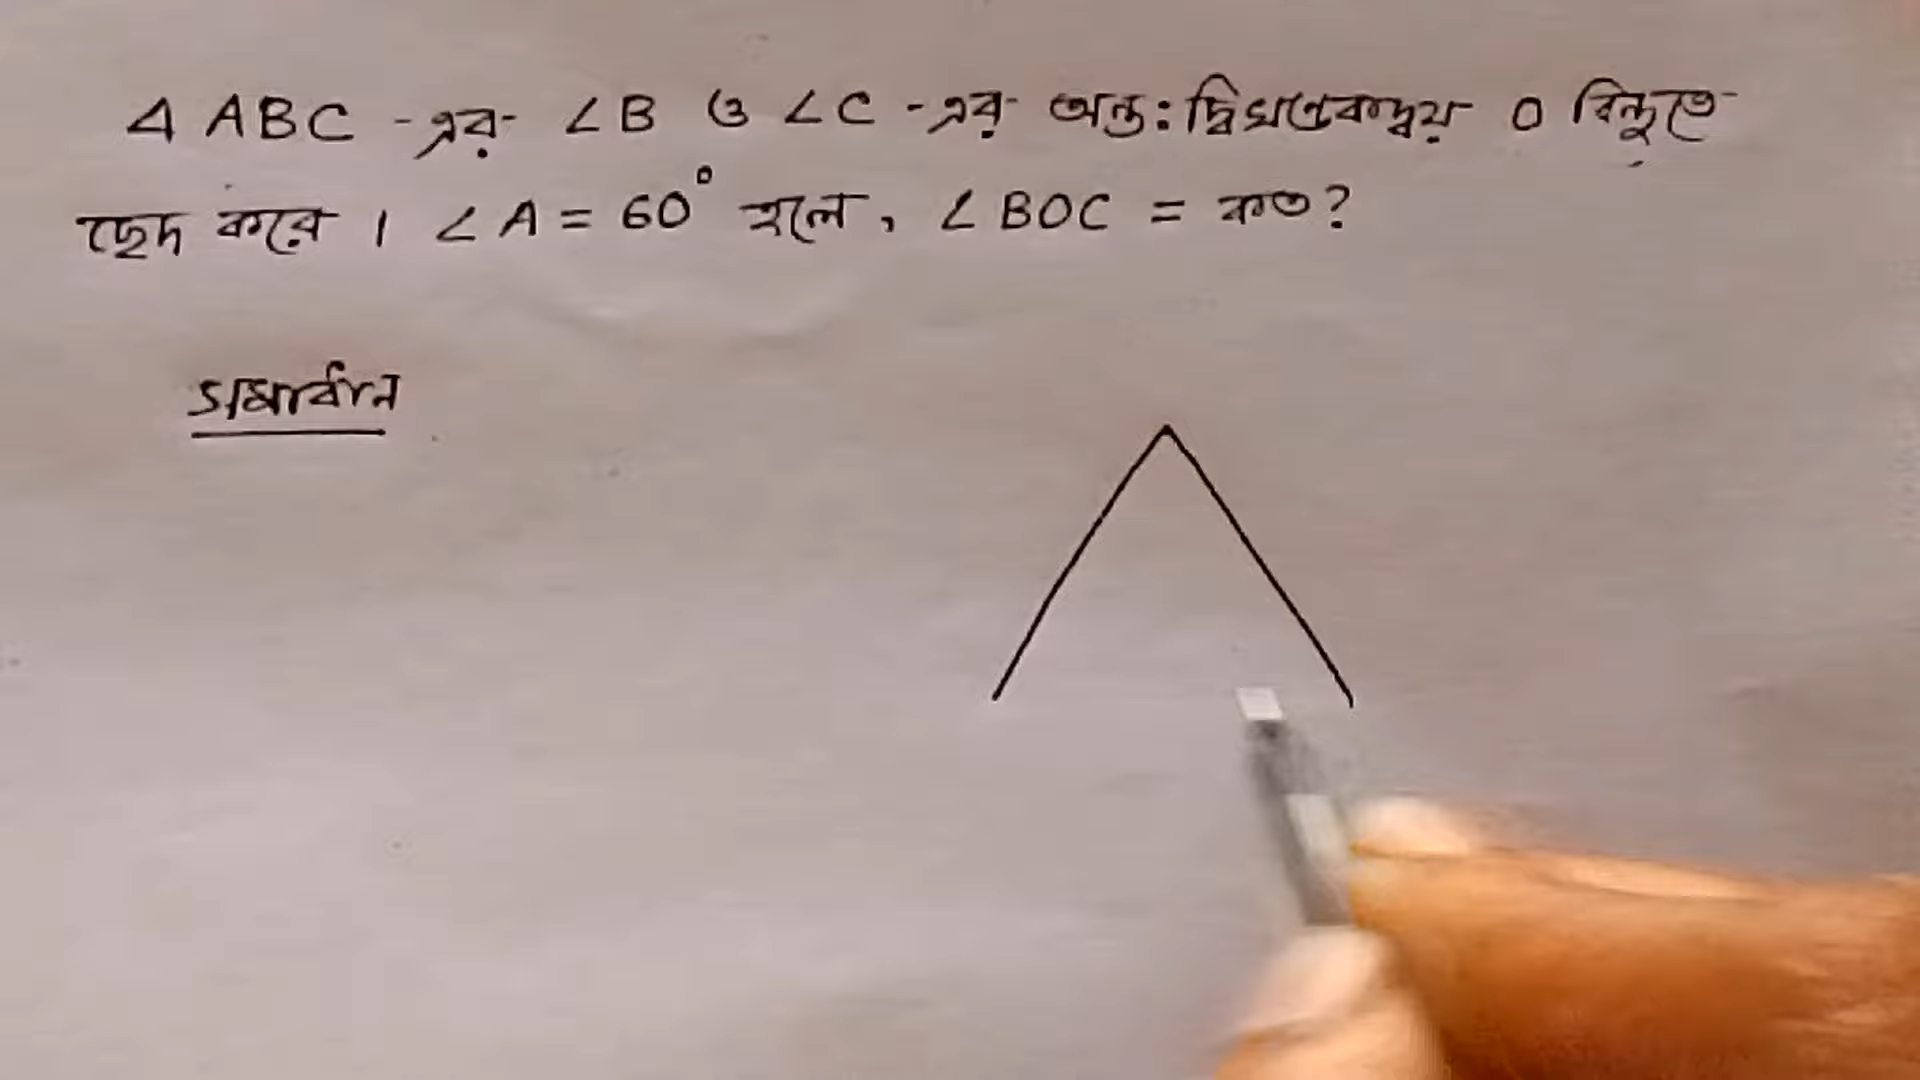 Δ ABC -এর ∠B ও ∠C -এর অন্ত:দ্বিখণ্ডকদ্বয় O বিন্দুতে
ছেদ করে । ∠A = 60° হলে, ∠BOC = কত?
সমাধান